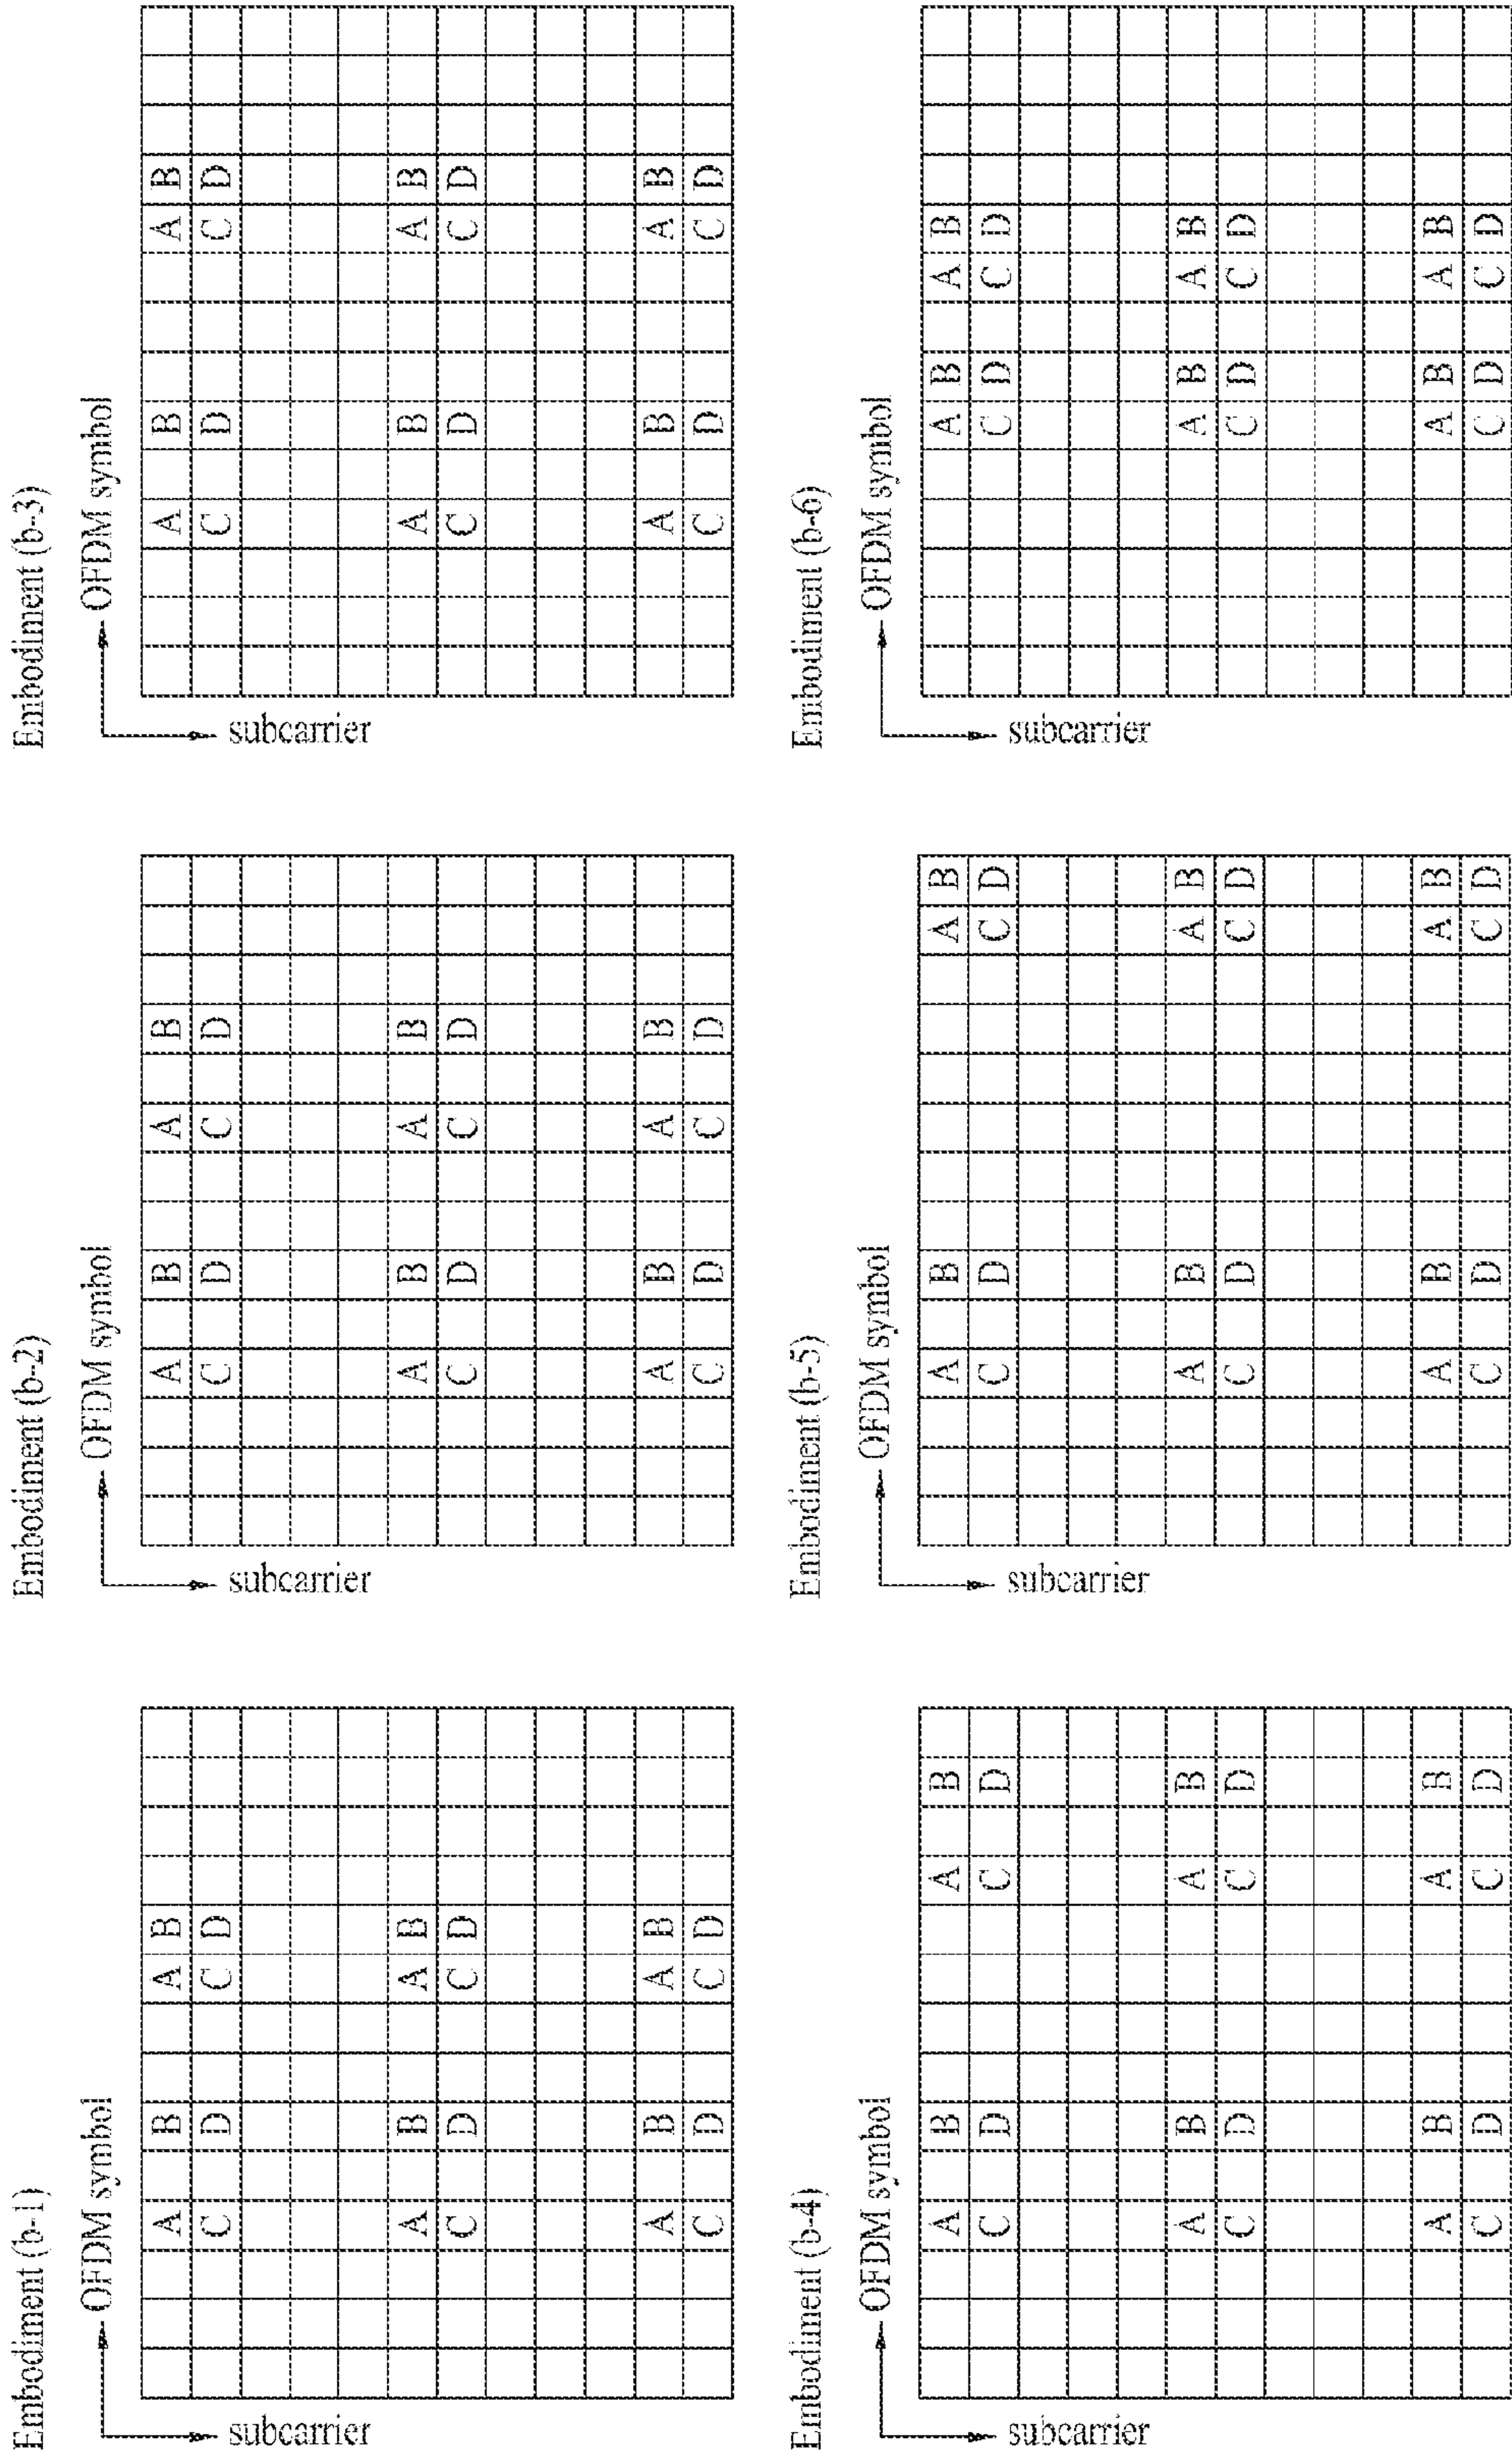 Embodiment (b-1)
OFDM symbol
subcarrier
A B A B
C D C D
A B A B
C D C D
A B A B
C D C D
Embodiment (b-2)
OFDM symbol
subcarrier
A B A B
C D C D
A B A B
C D C D
A B A B
C D C D
Embodiment (b-3)
OFDM symbol
subcarrier
A B A B
C D C D
A B A B
C D C D
A B A B
C D C D
Embodiment (b-4)
OFDM symbol
subcarrier
A B A B
C D C D
A B A B
C D C D
A B A B
C D C D
Embodiment (b-5)
OFDM symbol
subcarrier
A B A B
C D C D
A B A B
C D C D
A B A B
C D C D
Embodiment (b-6)
OFDM symbol
subcarrier
A B A B
C D C D
A B A B
C D C D
A B A B
C D C D